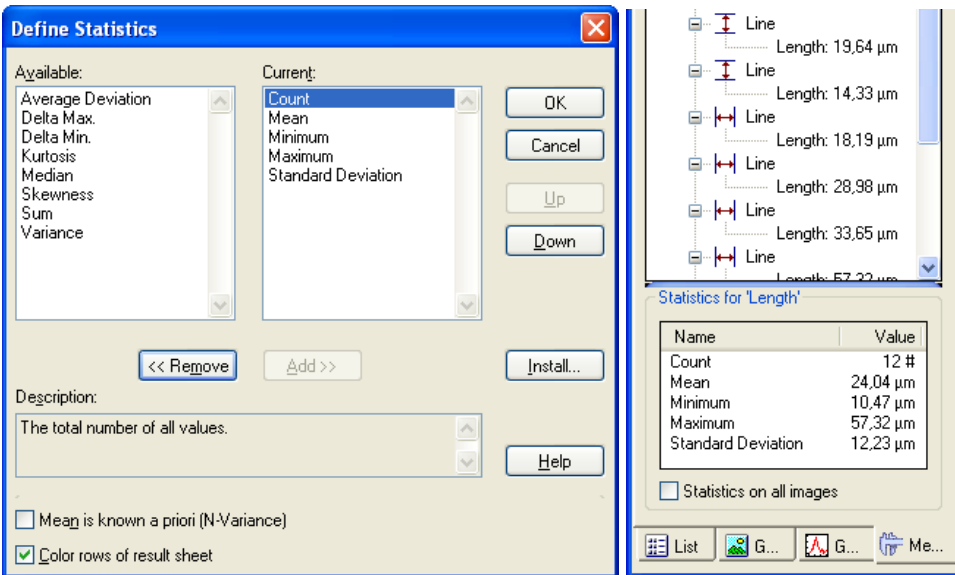 Define Statistics
Available:
Average Deviation
Delta Max.
Delta Min.
Kurtosis
Median
Skewness
Sum
Variance
Current:
Count
Mean
Minimum
Maximum
Standard Deviation
OK
Cancel
Up
Down
<< Remove
Add >>
Install...
Description:
The total number of all values.
Help
Mean is known a priori (N-Variance)
Color rows of result sheet
Line
Length: 19,64 µm
Line
Length: 14,33 µm
Line
Length: 18,19 µm
Line
Length: 28,98 µm
Line
Length: 33,65 µm
Line
Length: 57,32 µm
Statistics for 'Length'
Name Value
Count 12 #
Mean 24,04 µm
Minimum 10,47 µm
Maximum 57,32 µm
Standard Deviation 12,23 µm
Statistics on all images
List
G...
G...
Me...